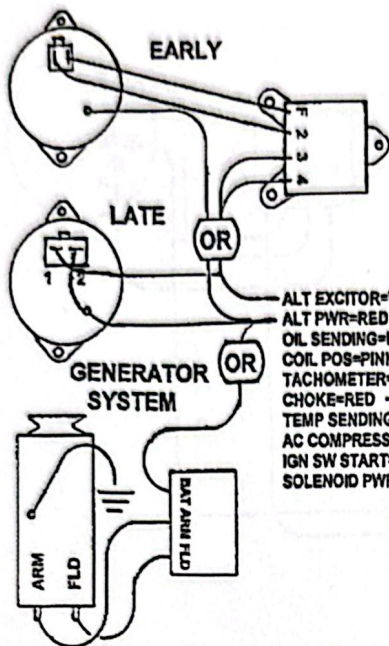 EARLY
F
2
3
4
OR
LATE
1 2
ALT EXCITOR=
ALT PWR=RED
OR
OIL SENDING=
COIL POS=PINK
TACHOMETER=
CHOKE=RED -
TEMP SENDING
AC COMPRESS
IGN SW START=
SOLENOID PWR
GENERATOR
SYSTEM
BAT ARM FLD
ARM
FLD